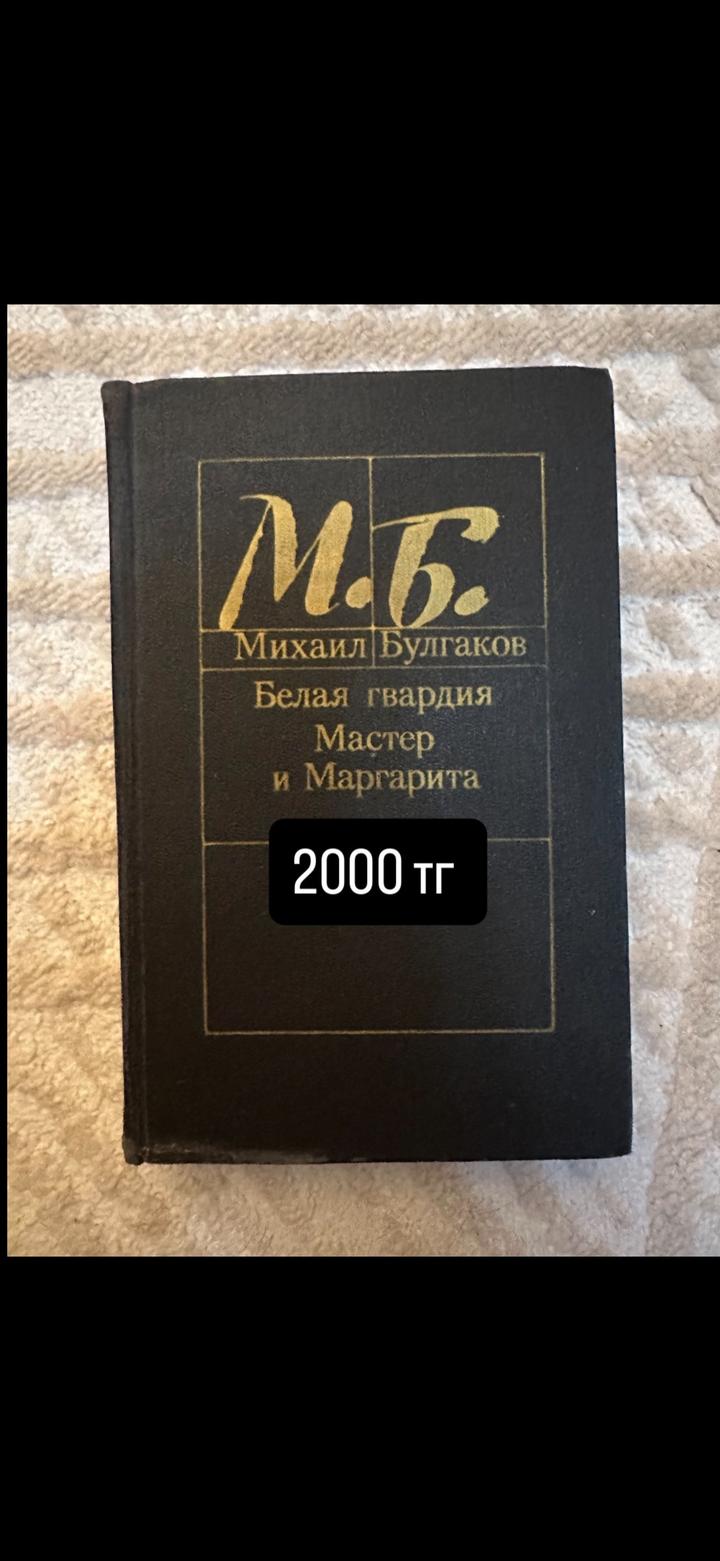 М.Б.
Михаил Булгаков
Белая гвардия
Мастер
и Маргарита
2000 тг